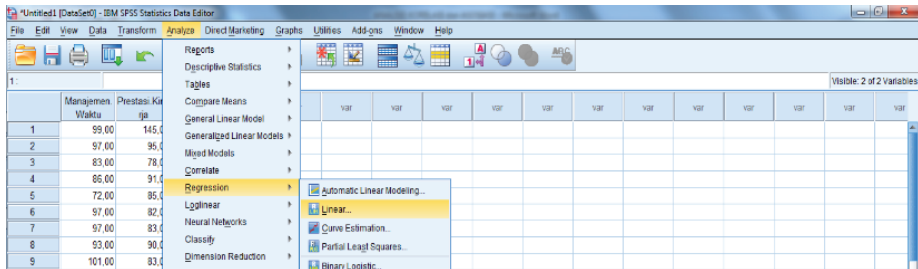 *Untitled1 [DataSet0] - IBM SPSS Statistics Data Editor
File Edit View Data Transform Analyze Direct Marketing Graphs Utilities Add-ons Window Help
Reports
Descriptive Statistics
1 :
Tables
Visible: 2 of 2 Variables
Manajemen. Waktu Prestasi.Kin rja
Compare Means
var var var var var var var var var
General Linear Model
1 99,00 145,0
Generalized Linear Models
2 97,00 95,0
Mixed Models
3 83,00 78,0
Correlate
4 86,00 91,0
Regression
Automatic Linear Modeling...
5 72,00 85,0
Loglinear
Linear...
6 97,00 82,0
Neural Networks
Curve Estimation...
7 97,00 83,0
Classify
Partial Least Squares...
8 93,00 90,0
Dimension Reduction
Binary Logistic...
9 101,00 83,0